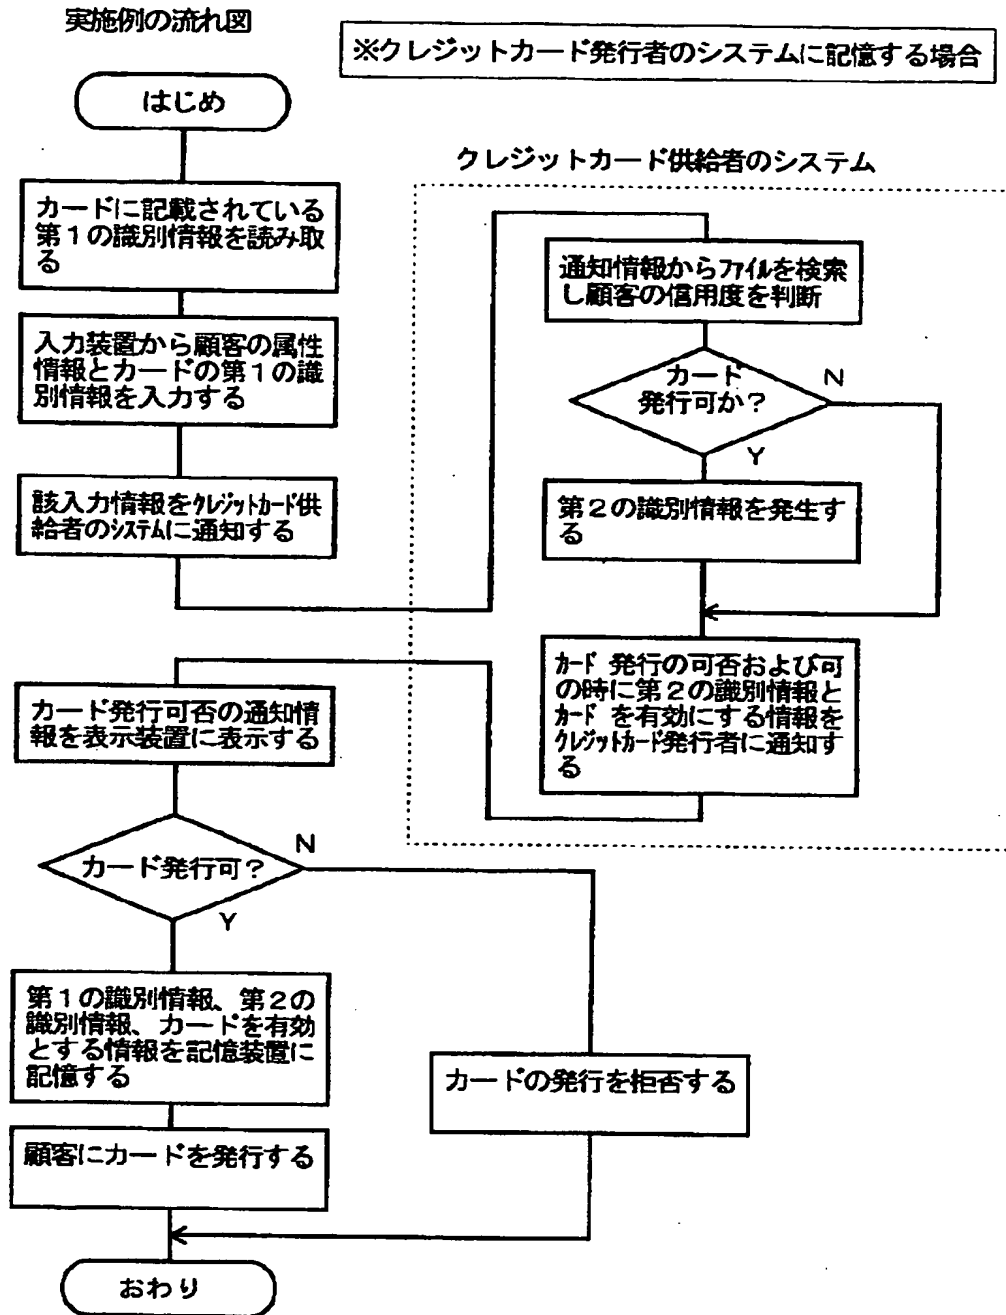 実施例の流れ図
※クレジットカード発行者のシステムに記憶する場合
はじめ
カードに記載されている
第1の識別情報を読み取
る
入力装置から顧客の属性
情報とカードの第1の識
別情報を入力する
該入力情報をクレジットカード供
給者のシステムに通知する
クレジットカード供給者のシステム
通知情報からファイルを検索
し顧客の信用度を判断
カード
発行可か?
N
Y
第2の識別情報を発生す
る
カード 発行の可否および可
の時に第2の識別情報と
カード を有効にする情報を
クレジットカード発行者に通知す
る
カード発行可否の通知情
報を表示装置に表示する
カード発行可?
N
Y
第1の識別情報、第2の
識別情報、カードを有効
とする情報を記憶装置に
記憶する
カードの発行を拒否する
顧客にカードを発行する
おわり